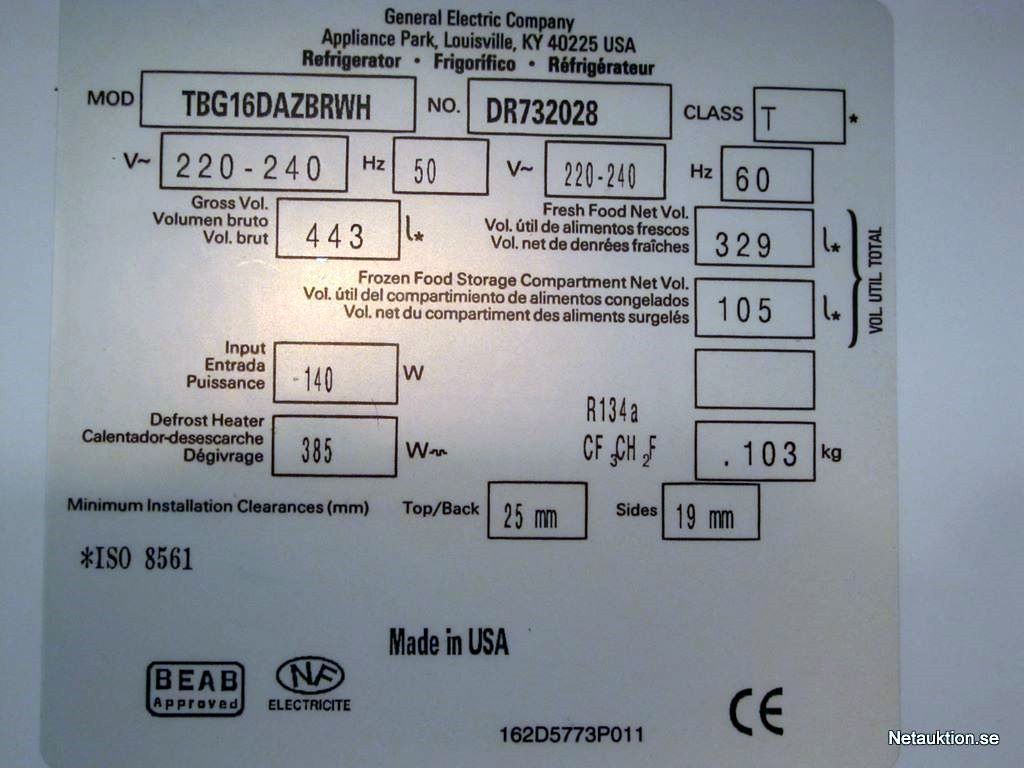 General Electric Company
Appliance Park, Louisville, KY 40225 USA
Refrigerator • Frigorífico • Réfrigérateur
MOD TBG16DAZBRWH NO. DR732028 CLASS T *
V~ 220-240 Hz 50 V~ 220-240 Hz 60
Gross Vol.
Volumen bruto
Vol. brut
443 l*
Fresh Food Net Vol.
Vol. útil de alimentos frescos
Vol. net de denrées fraîches
329 l*
Frozen Food Storage Compartment Net Vol.
Vol. útil del compartimiento de alimentos congelados
Vol. net du compartiment des aliments surgelés
105 l*
VOL UTIL TOTAL
Input
Entrada
Puissance
-140 W
Defrost Heater
Calentador-desescarche
Dégivrage
385 W~
R134a
CF3CH2F .103 kg
Minimum Installation Clearances (mm) Top/Back 25 mm Sides 19 mm
*ISO 8561
Made in USA
BEAB
Approved
NF
ELECTRICITE
CE
162D5773P011
Netauktion.se